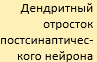 Дендритный
отросток
постсинаптичес-
кого нейрона